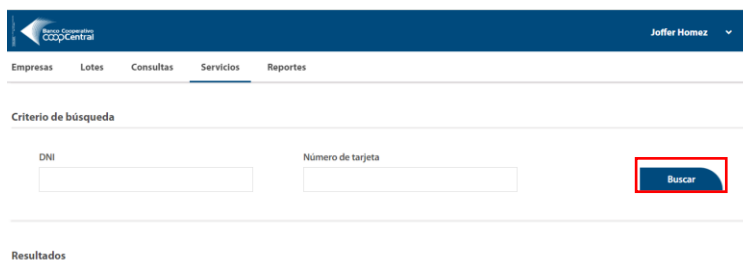 Banco Cooperativo
COOPCentral
Joffer Homez
Empresas Lotes Consultas Servicios Reportes
Criterio de búsqueda
DNI Número de tarjeta
Buscar
Resultados